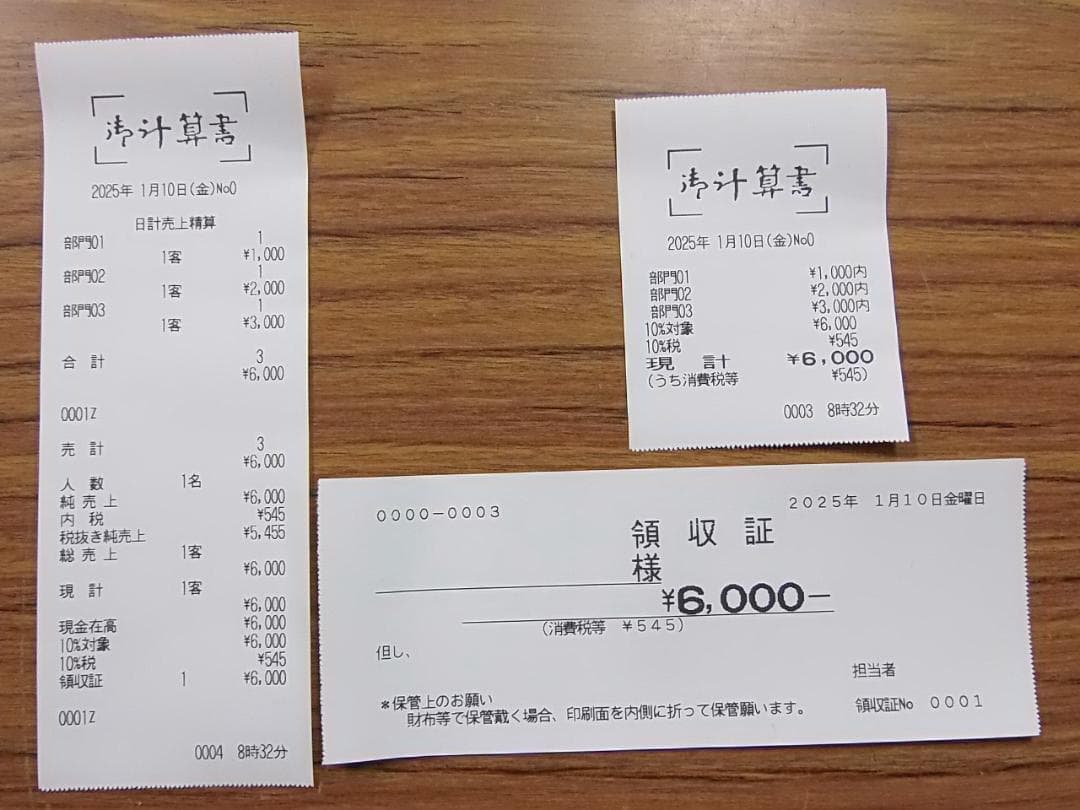 御計算書
2025年 1月10日(金)No0
日計売上精算
部門01 1
1客 ¥1,000
部門02 1
1客 ¥2,000
部門03 1
1客 ¥3,000
合 計 3
¥6,000
0001Z
売 計 3
¥6,000
人 数 1名
純 売 上 ¥6,000
内 税 ¥545
税抜き純売上 ¥5,455
総 売 上 1客
¥6,000
現 計 1客
¥6,000
現金在高 ¥6,000
10%対象 ¥6,000
10%税 ¥545
領収証 1 ¥6,000
0001Z
0004 8時32分
御計算書
2025年 1月10日(金)No0
部門01 ¥1,000内
部門02 ¥2,000内
部門03 ¥3,000内
10%対象 ¥6,000
10%税 ¥545
現 計 ¥6,000
(うち消費税等 ¥545)
0003 8時32分
0000-0003 2025年 1月10日金曜日
領 収 証
様
¥6,000-
(消費税等 ¥545)
但し、
担当者
*保管上のお願い
財布等で保管戴く場合、印刷面を内側に折って保管願います。
領収証No 0001